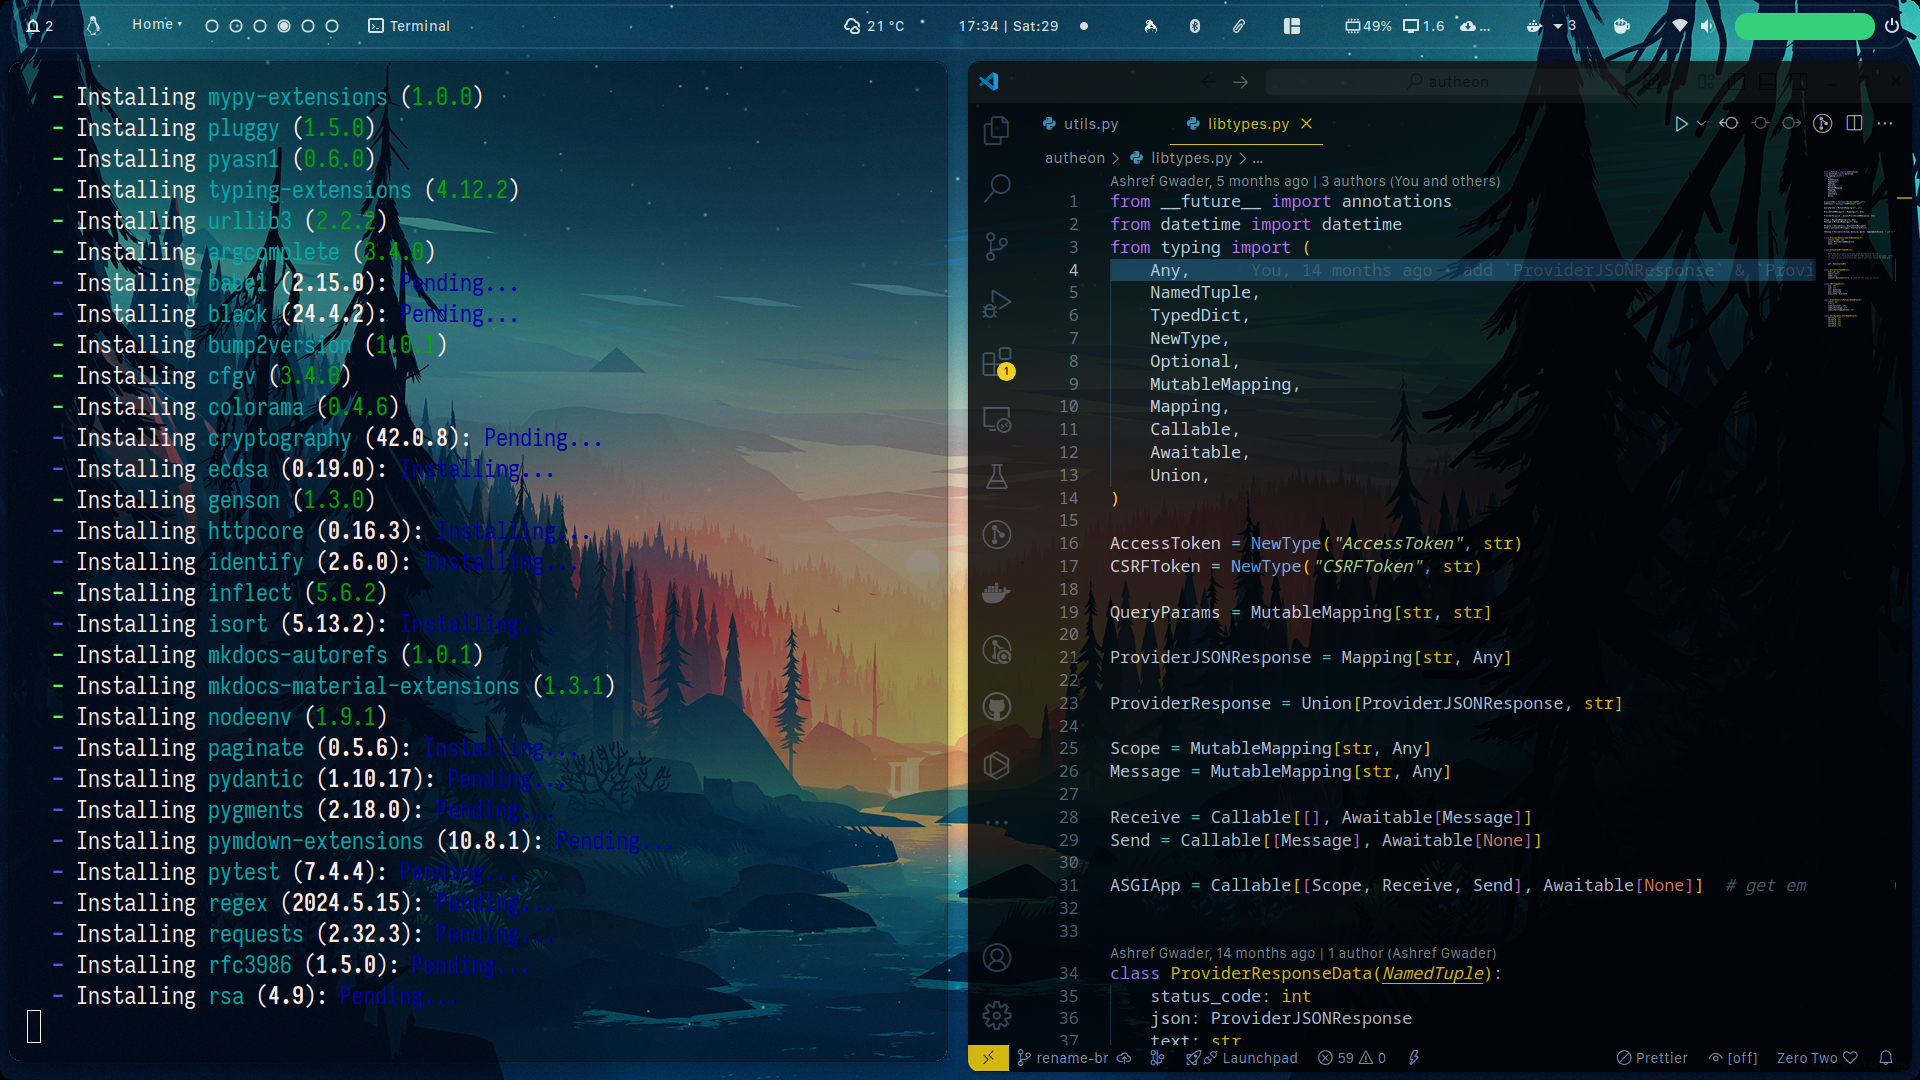 2
Home
Terminal
21 °C
17:34 | Sat:29
49%
1.6
...
3
- Installing mypy-extensions (1.0.0)
- Installing pluggy (1.5.0)
- Installing pyasn1 (0.6.0)
- Installing typing-extensions (4.12.2)
- Installing urllib3 (2.2.2)
- Installing argcomplete (3.4.0)
- Installing babel (2.15.0): Pending...
- Installing black (24.4.2): Pending...
- Installing bump2version (1.0.1)
- Installing cfgv (3.4.0)
- Installing colorama (0.4.6)
- Installing cryptography (42.0.8): Pending...
- Installing ecdsa (0.19.0): Installing...
- Installing genson (1.3.0)
- Installing httpcore (0.16.3): Installing...
- Installing identify (2.6.0): Installing...
- Installing inflect (5.6.2)
- Installing isort (5.13.2): Installing...
- Installing mkdocs-autorefs (1.0.1)
- Installing mkdocs-material-extensions (1.3.1)
- Installing nodeenv (1.9.1)
- Installing paginate (0.5.6): Installing...
- Installing pydantic (1.10.17): Pending...
- Installing pygments (2.18.0): Pending...
- Installing pymdown-extensions (10.8.1): Pending...
- Installing pytest (7.4.4): Pending...
- Installing regex (2024.5.15): Pending...
- Installing requests (2.32.3): Pending...
- Installing rfc3986 (1.5.0): Pending...
- Installing rsa (4.9): Pending...
autheon
utils.py
libtypes.py
autheon > libtypes.py > ...
1
Ashref Gwader, 5 months ago | 3 authors (You and others)
1 from __future__ import annotations
2 from datetime import datetime
3 from typing import (
4     Any,      You, 14 months ago • add `ProviderJSONResponse` & `Provi
5     NamedTuple,
6     TypedDict,
7     NewType,
8     Optional,
9     MutableMapping,
10     Mapping,
11     Callable,
12     Awaitable,
13     Union,
14 )
15
16 AccessToken = NewType("AccessToken", str)
17 CSRFToken = NewType("CSRFToken", str)
18
19 QueryParams = MutableMapping[str, str]
20
21 ProviderJSONResponse = Mapping[str, Any]
22
23 ProviderResponse = Union[ProviderJSONResponse, str]
24
25 Scope = MutableMapping[str, Any]
26 Message = MutableMapping[str, Any]
27
28 Receive = Callable[[], Awaitable[Message]]
29 Send = Callable[[Message], Awaitable[None]]
30
31 ASGIApp = Callable[[Scope, Receive, Send], Awaitable[None]]  # get em
32
33
Ashref Gwader, 14 months ago | 1 author (Ashref Gwader)
34 class ProviderResponseData(NamedTuple):
35     status_code: int
36     json: ProviderJSONResponse
37     text: str
rename-br
Launchpad
59
0
Prettier
[off]
Zero Two